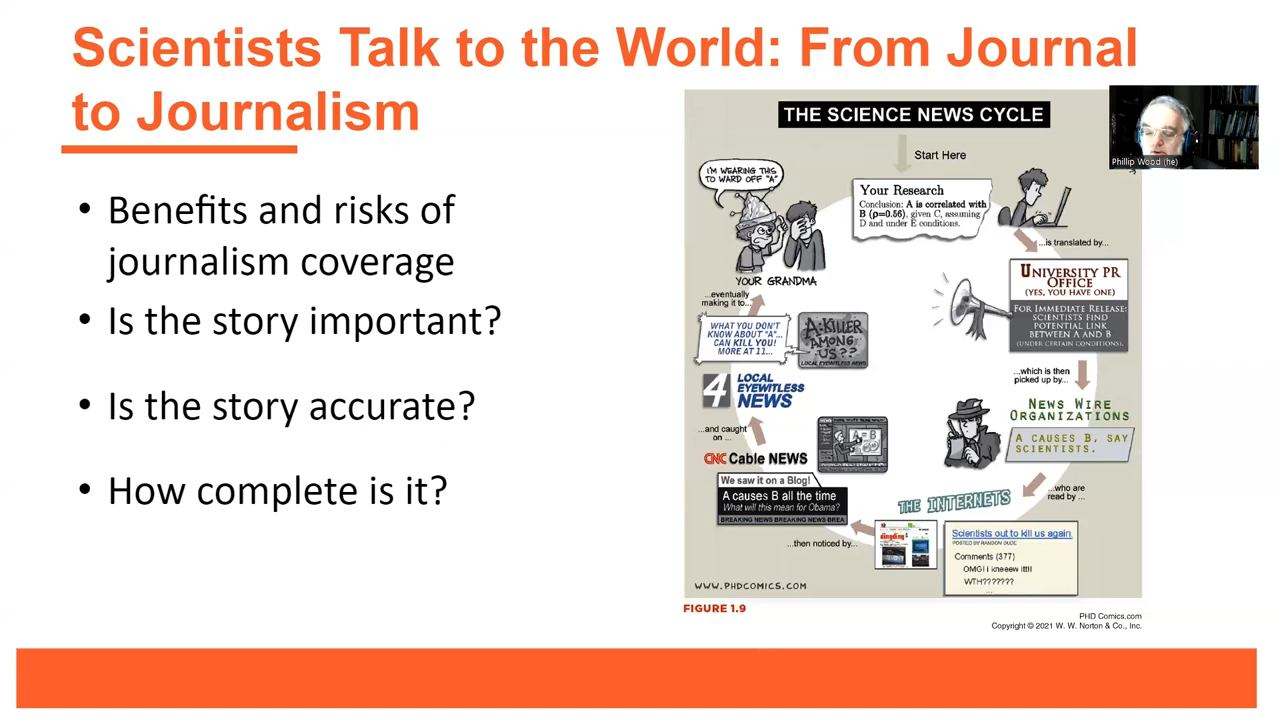 Scientists Talk to the World: From Journal
to Journalism
• Benefits and risks of
journalism coverage
• Is the story important?
• Is the story accurate?
• How complete is it?
THE SCIENCE NEWS CYCLE
Start Here
Your Research
Conclusion: A is correlated with
B (ρ=0.56), given C, assuming
D and under E conditions.
...is translated by...
UNIVERSITY PR
OFFICE
(YES, YOU HAVE ONE)
FOR IMMEDIATE RELEASE:
SCIENTISTS FIND
POTENTIAL LINK
BETWEEN A AND B
(UNDER CERTAIN CONDITIONS).
...which is then
picked up by...
NEWS WIRE
ORGANIZATIONS
A CAUSES B, SAY
SCIENTISTS.
...who are
read by ...
THE INTERNETS
Scientists out to kill us again.
POSTED BY RANDOM DUDE
Comments (377)
OMG! i kneeew it!!!
WTH???????
...
...then noticed by...
We saw it on a Blog!
A causes B all the time
What will this mean for Obama?
BREAKING NEWS BREAKING NEWS BREA
CNC Cable NEWS
A=B
...and caught
on ...
4 LOCAL
EYEWITLESS
NEWS
WHAT YOU DON'T
KNOW ABOUT "A"...
CAN KILL YOU!
MORE AT 11...
A: KILLER
AMONG
US??
LOCAL EYEWITLESS NEWS
...eventually
making it to...
YOUR GRANDMA
I'M WEARING THIS
TO WARD OFF "A"
WWW.PHDCOMICS.COM
FIGURE 1.9
PHD Comics.com
Copyright © 2021 W. W. Norton & Co., Inc.
Phillip Wood (he)